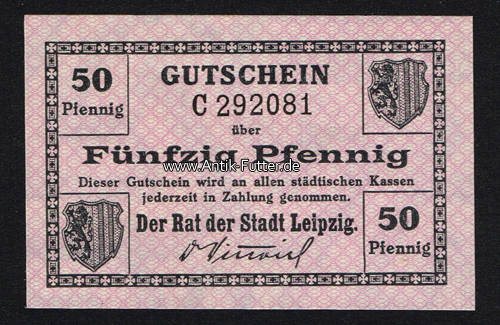 50
Pfennig
GUTSCHEIN
C 292081
über
Fünfzig Pfennig
www.Antik-Futter.de
Dieser Gutschein wird an allen städtischen Kassen
jederzeit in Zahlung genommen.
Der Rat der Stadt Leipzig.
50
Pfennig